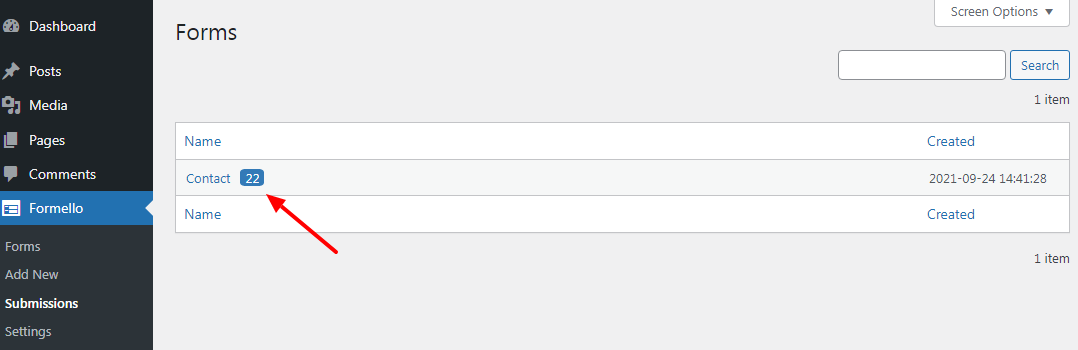 Dashboard
Posts
Media
Pages
Comments
Formello
Forms
Add New
Submissions
Settings
Screen Options
Forms
Search
1 item
Name Created
Contact 22 2021-09-24 14:41:28
Name Created
1 item